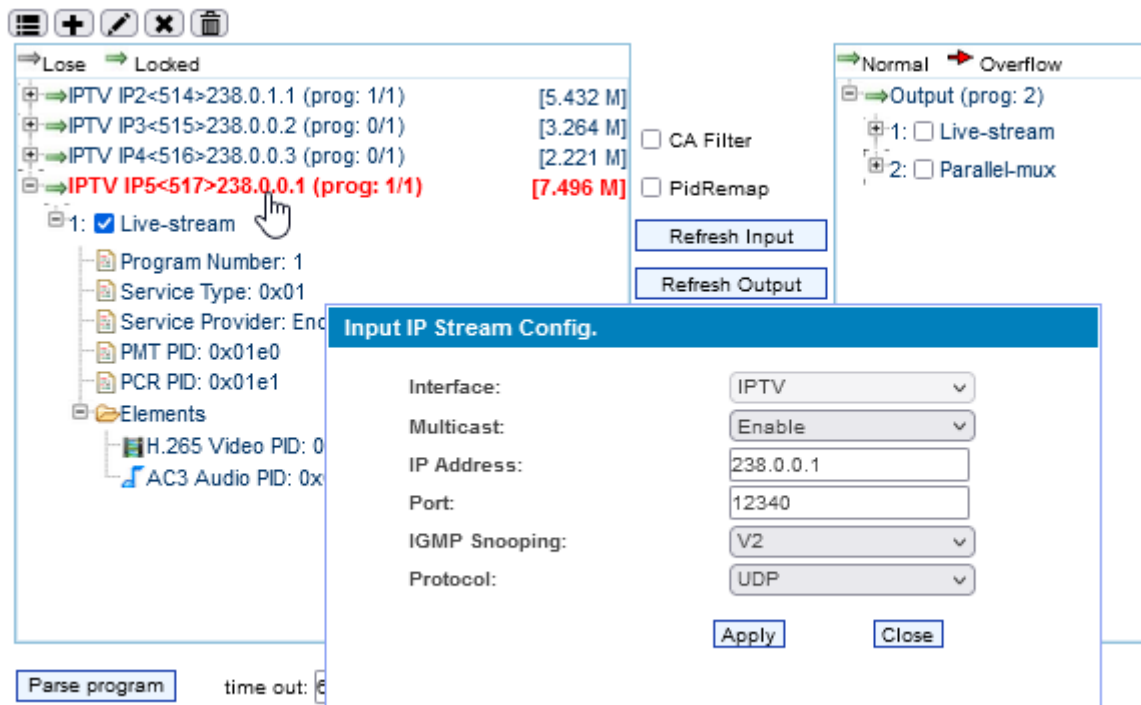 Lose Locked
IPTV IP2<514>238.0.1.1 (prog: 1/1) [5.432 M]
IPTV IP3<515>238.0.0.2 (prog: 0/1) [3.264 M]
IPTV IP4<516>238.0.0.3 (prog: 0/1) [2.221 M]
IPTV IP5<517>238.0.0.1 (prog: 1/1) [7.496 M]
1: Live-stream
Program Number: 1
Service Type: 0x01
Service Provider:
PMT PID: 0x01e0
PCR PID: 0x01e1
Elements
H.265 Video PID:
AC3 Audio PID:
CA Filter
PidRemap
Refresh Input
Refresh Output
Normal Overflow
Output (prog: 2)
1: Live-stream
2: Parallel-mux
Input IP Stream Config.
Interface: IPTV
Multicast: Enable
IP Address: 238.0.0.1
Port: 12340
IGMP Snooping: V2
Protocol: UDP
Apply Close
Parse program time out: